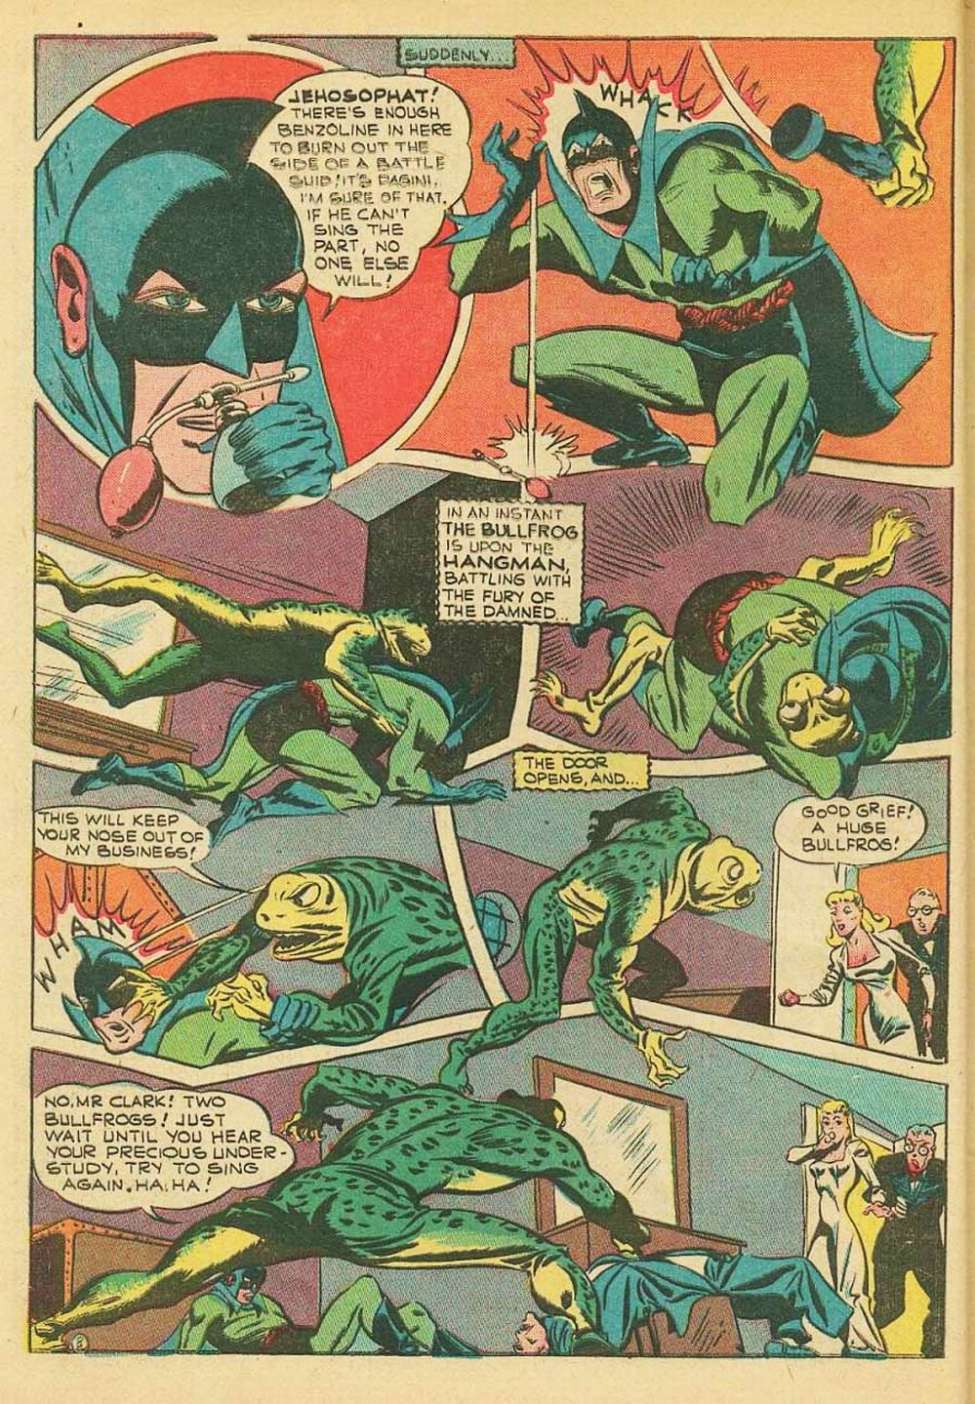 SUDDENLY...
JEHOSOPHAT!
THERE'S ENOUGH
BENZOLINE IN HERE
TO BURN OUT THE
SIDE OF A BATTLE
SHIP! IT'S PAGINI,
I'M SURE OF THAT.
IF HE CAN'T
SING THE
PART, NO
ONE ELSE
WILL!
WHACK
IN AN INSTANT
THE BULLFROG
IS UPON THE
HANGMAN,
BATTLING WITH
THE FURY OF
THE DAMNED...
THIS WILL KEEP
YOUR NOSE OUT OF
MY BUSINESS!
WHAM
THE DOOR
OPENS, AND...
GOOD GRIEF!
A HUGE
BULLFROG!
NO, MR CLARK! TWO
BULLFROGS! JUST
WAIT UNTIL YOU HEAR
YOUR PRECIOUS UNDER-
STUDY, TRY TO SING
AGAIN. HA, HA!